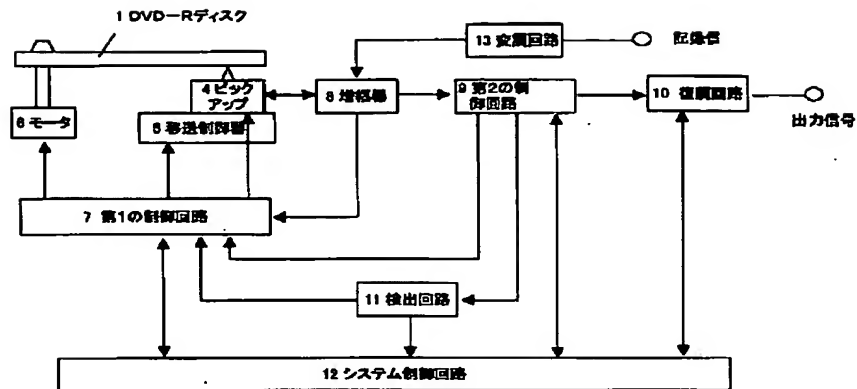 1 DVD-Rディスク
13 変調回路
記録信
4 ピック
アップ
8 増幅器
9 第2の制
御回路
10 復調回路
出力信号
6 モータ
5 移送制御器
7 第1の制御回路
11 検出回路
12 システム制御回路